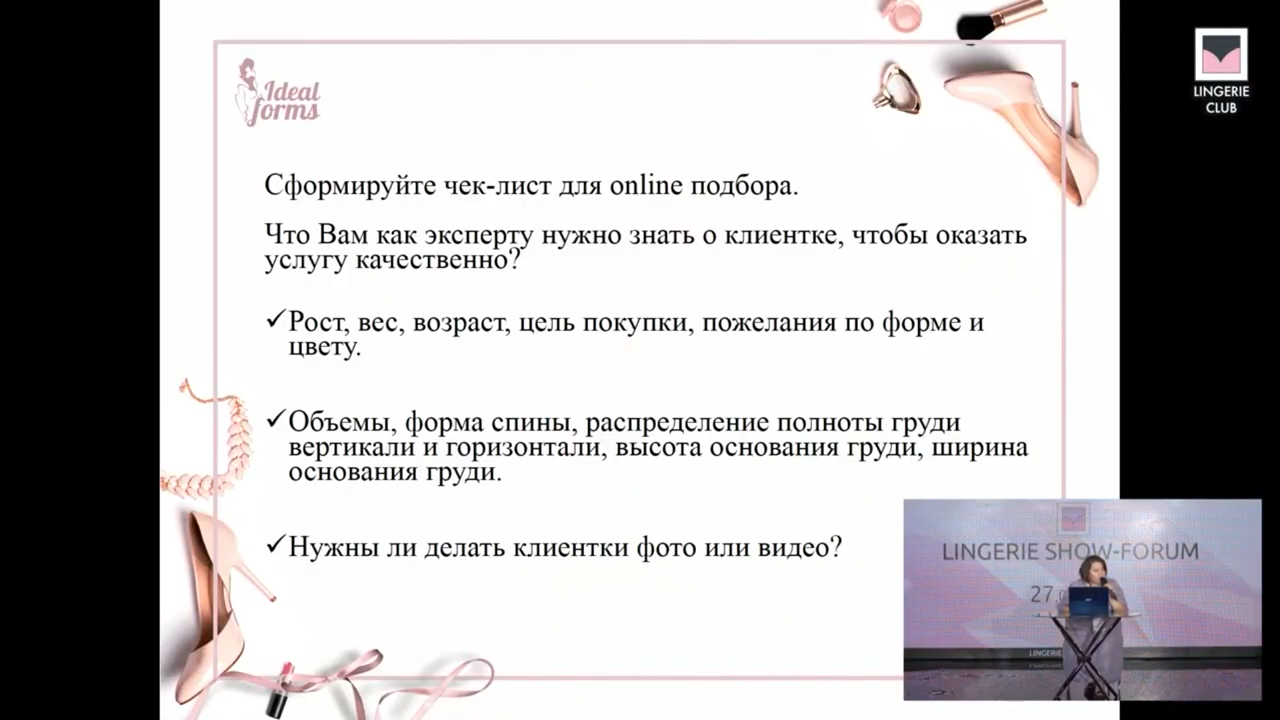 Ideal
forms
LINGERIE
CLUB
Сформируйте чек-лист для online подбора.
Что Вам как эксперту нужно знать о клиентке, чтобы оказать
услугу качественно?
✓Рост, вес, возраст, цель покупки, пожелания по форме и
цвету.
✓Объемы, форма спины, распределение полноты груди
вертикали и горизонтали, высота основания груди, ширина
основания груди.
✓Нужны ли делать клиентки фото или видео?
LINGERIE SHOW-FORUM
27
LINGERIE